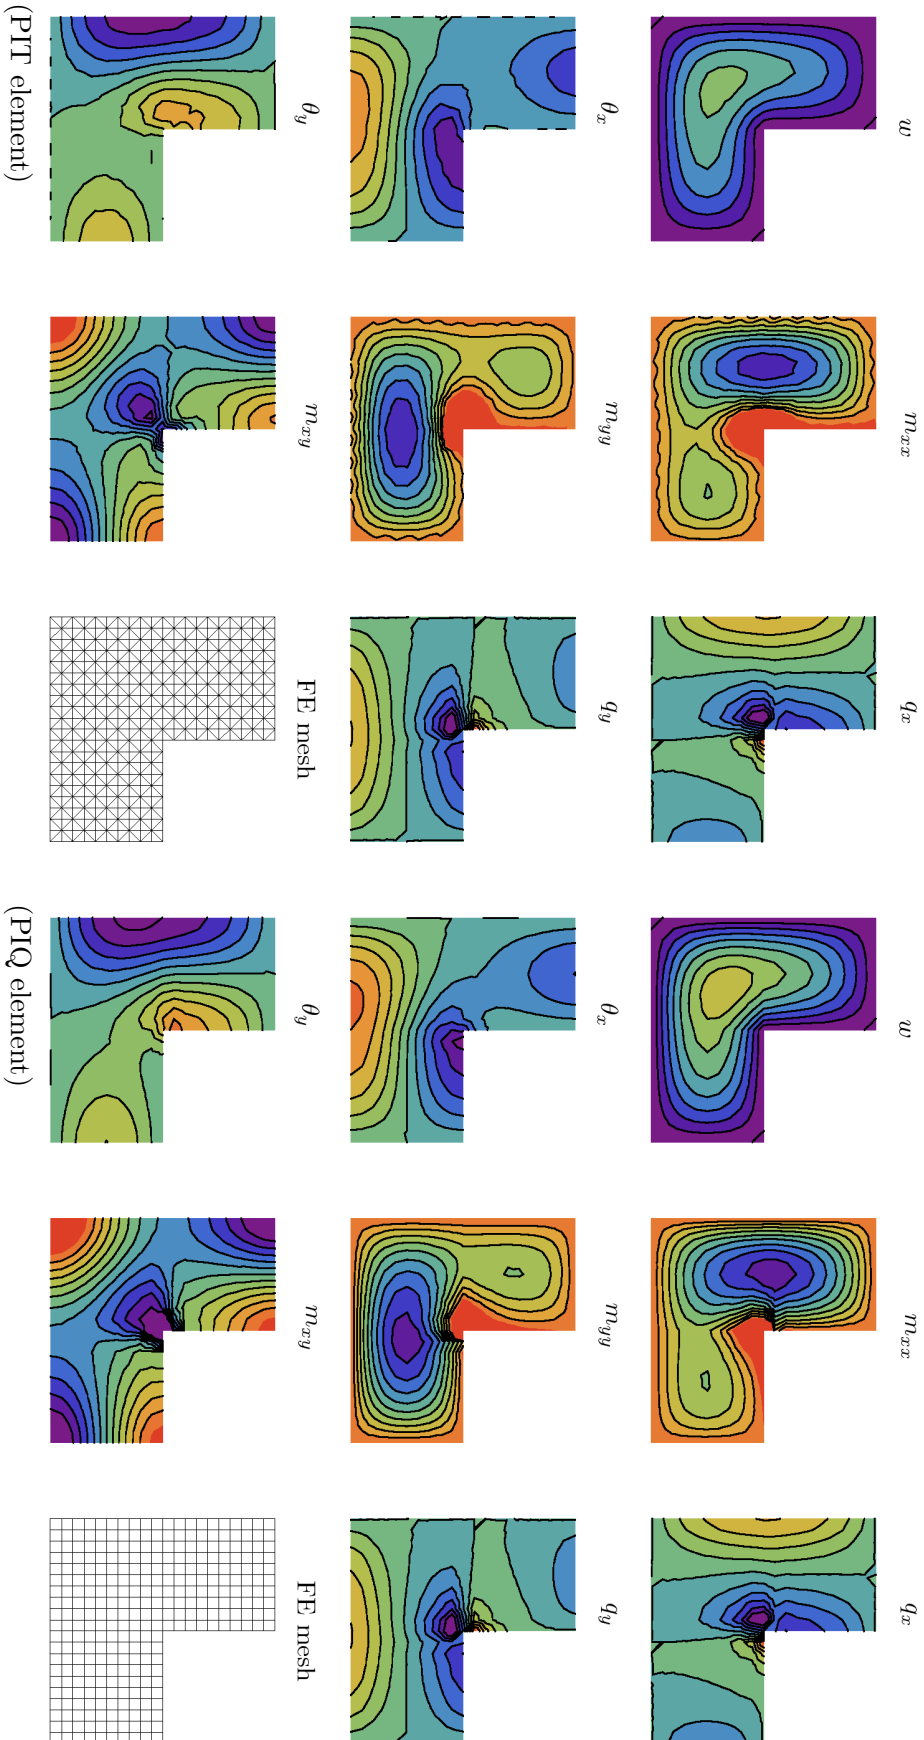 w m_xx q_x w m_xx q_x
θ_x m_yy q_y θ_x m_yy q_y
θ_y m_xy FE mesh θ_y m_xy FE mesh
(PIT element) (PIQ element)